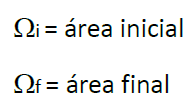 Ωi = área inicial
Ωf = área final